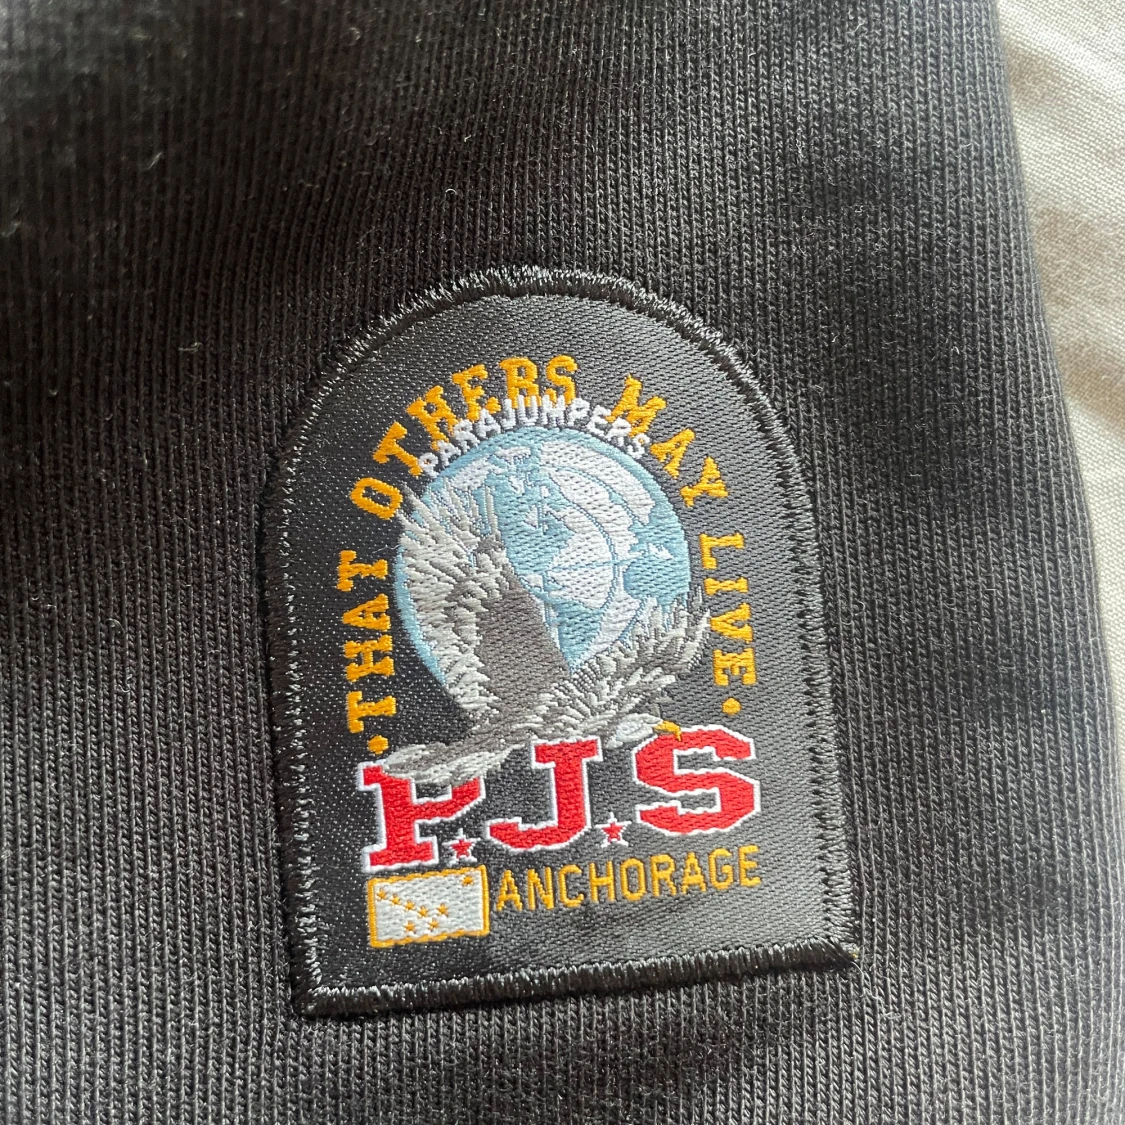 THAT OTHERS MAY LIVE
PARAJUMPERS
P.J.S
ANCHORAGE